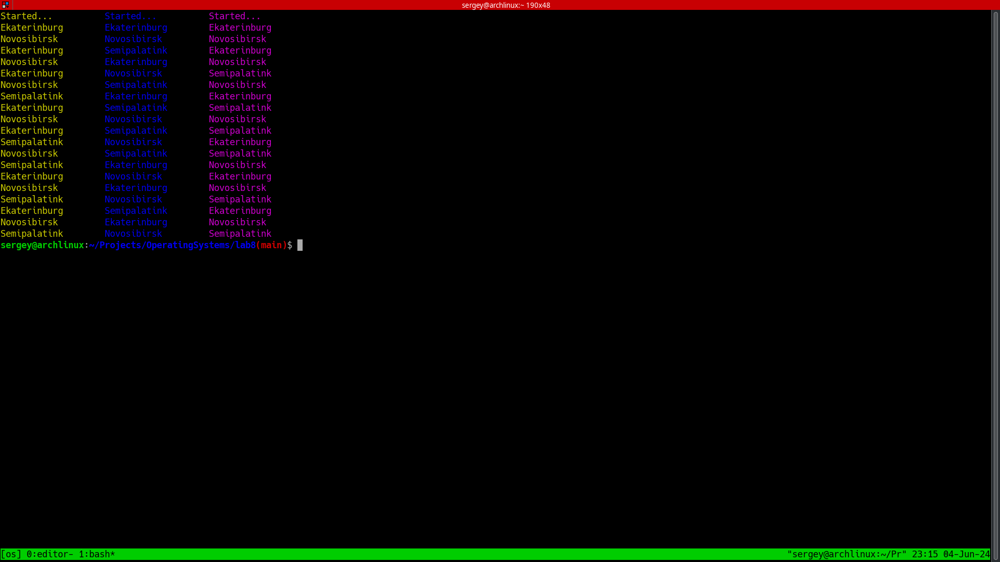 sergey@archlinux:~ 190x48
Started... Started... Started...
Ekaterinburg Ekaterinburg Ekaterinburg
Novosibirsk Novosibirsk Novosibirsk
Ekaterinburg Semipalatink Ekaterinburg
Novosibirsk Ekaterinburg Novosibirsk
Ekaterinburg Novosibirsk Semipalatink
Novosibirsk Semipalatink Novosibirsk
Semipalatink Ekaterinburg Ekaterinburg
Ekaterinburg Semipalatink Semipalatink
Novosibirsk Novosibirsk Novosibirsk
Ekaterinburg Semipalatink Semipalatink
Semipalatink Novosibirsk Ekaterinburg
Novosibirsk Semipalatink Semipalatink
Semipalatink Ekaterinburg Novosibirsk
Ekaterinburg Novosibirsk Ekaterinburg
Novosibirsk Ekaterinburg Novosibirsk
Semipalatink Novosibirsk Semipalatink
Ekaterinburg Semipalatink Ekaterinburg
Novosibirsk Ekaterinburg Novosibirsk
Semipalatink Novosibirsk Semipalatink
sergey@archlinux:~/Projects/OperatingSystems/lab8(main)$
[os] 0:editor- 1:bash* "sergey@archlinux:~/Pr" 23:15 04-Jun-24